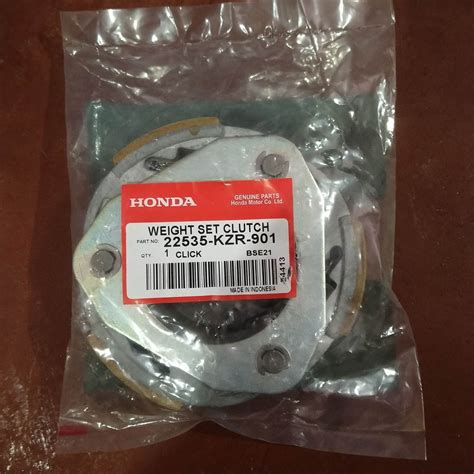 HONDA
GENUINE PARTS
Honda Motor Co. Ltd.
WEIGHT SET CLUTCH
PART NO. 22535-KZR-901
QTY. 1 CLICK BSE21
54413
MADE IN INDONESIA